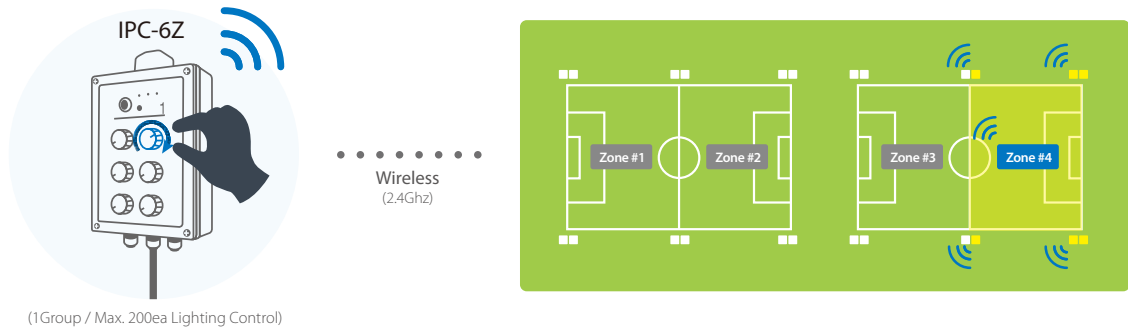 IPC-6Z
1
Wireless
(2.4Ghz)
(1Group / Max. 200ea Lighting Control)
Zone #1
Zone #2
Zone #3
Zone #4